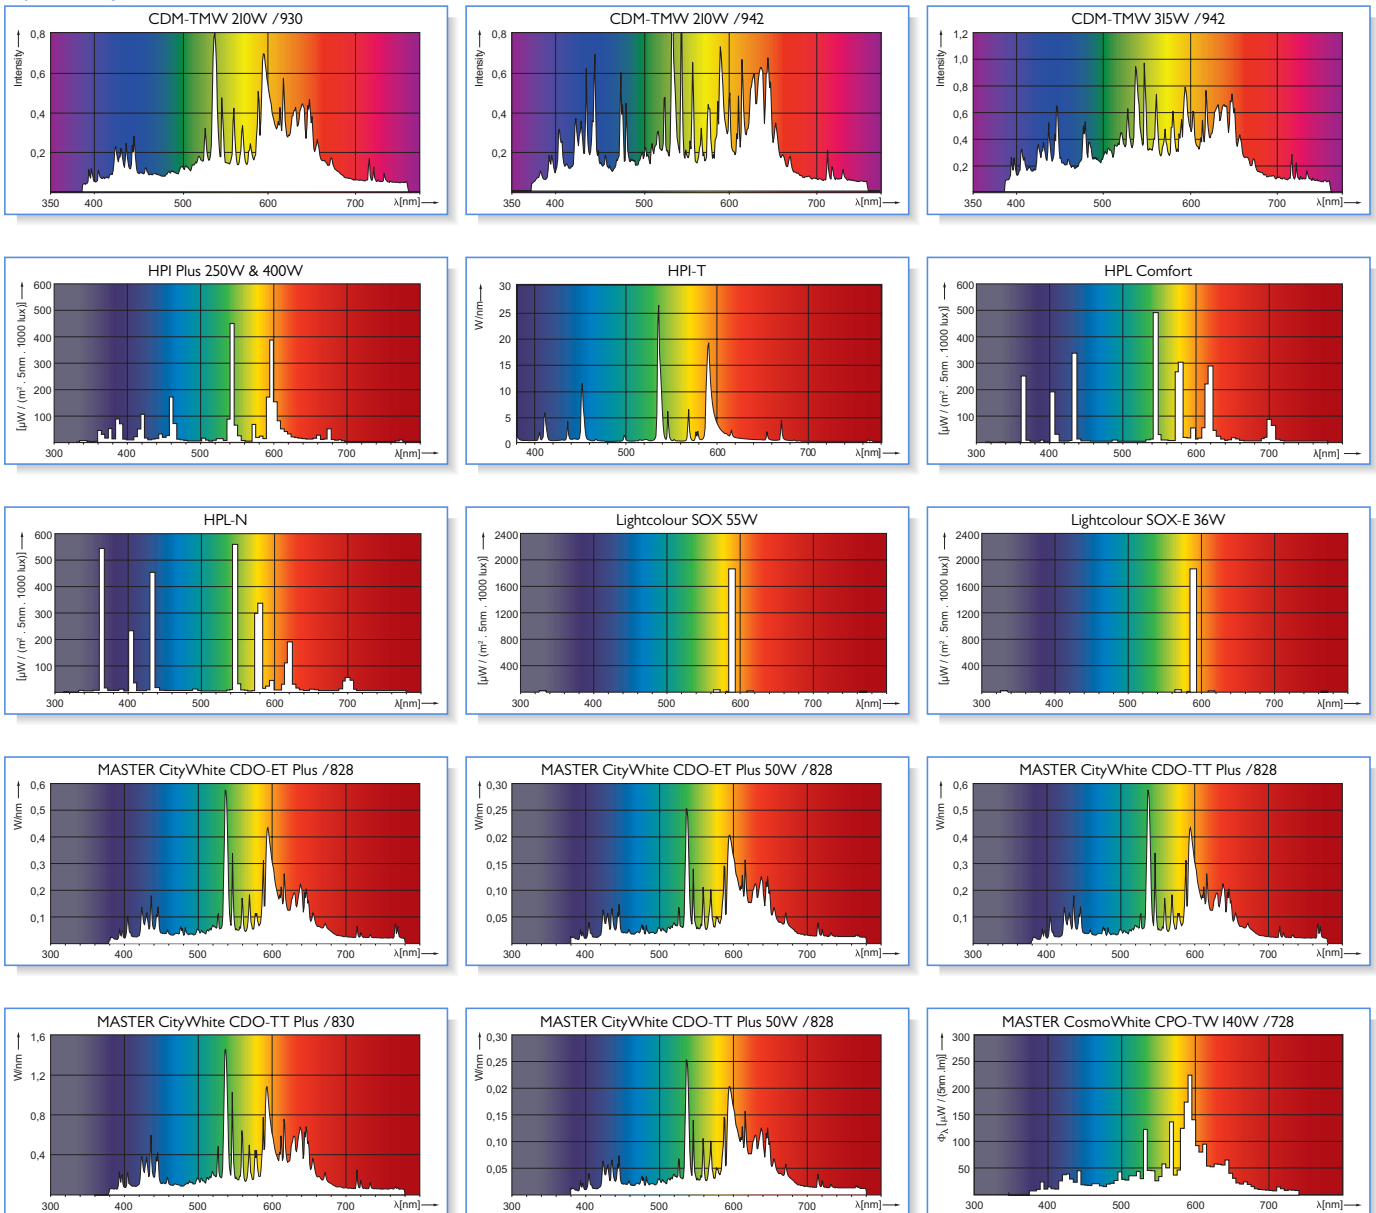 CDM-TMW 210W /930
Intensity
0,8
0,6
0,4
0,2
350 400 500 600 700 λ[nm]
CDM-TMW 210W /942
Intensity
0,8
0,6
0,4
0,2
350 400 500 600 700 λ[nm]
CDM-TMW 315W /942
Intensity
1,2
1,0
0,8
0,6
0,4
0,2
350 400 500 600 700 λ[nm]
HPI Plus 250W & 400W
[µW / (m² . 5nm . 1000 lux)]
600
500
400
300
200
100
300 400 500 600 700 λ[nm]
HPI-T
W/nm
30
25
20
15
10
5
0
400 500 600 700 λ[nm]
HPL Comfort
[µW / (m² . 5nm . 1000 lux)]
600
500
400
300
200
100
300 400 500 600 700 λ[nm]
HPL-N
[µW / (m² . 5nm . 1000 lux)]
600
500
400
300
200
100
300 400 500 600 700 λ[nm]
Lightcolour SOX 55W
[µW / (m² . 5nm . 1000 lux)]
2400
2000
1600
1200
800
400
300 400 500 600 700 λ[nm]
Lightcolour SOX-E 36W
[µW / (m² . 5nm . 1000 lux)]
2400
2000
1600
1200
800
400
300 400 500 600 700 λ[nm]
MASTER CityWhite CDO-ET Plus /828
W/nm
0,6
0,5
0,4
0,3
0,2
0,1
300 400 500 600 700 λ[nm]
MASTER CityWhite CDO-ET Plus 50W /828
W/nm
0,30
0,25
0,20
0,15
0,10
0,05
300 400 500 600 700 λ[nm]
MASTER CityWhite CDO-TT Plus /828
W/nm
0,6
0,5
0,4
0,3
0,2
0,1
300 400 500 600 700 λ[nm]
MASTER CityWhite CDO-TT Plus /830
W/nm
1,6
1,2
0,8
0,4
300 400 500 600 700 λ[nm]
MASTER CityWhite CDO-TT Plus 50W /828
W/nm
0,30
0,25
0,20
0,15
0,10
0,05
300 400 500 600 700 λ[nm]
MASTER CosmoWhite CPO-TW 140W /728
Φλ [µW / (5nm .lm)]
300
250
200
150
100
50
300 400 500 600 700 λ[nm]